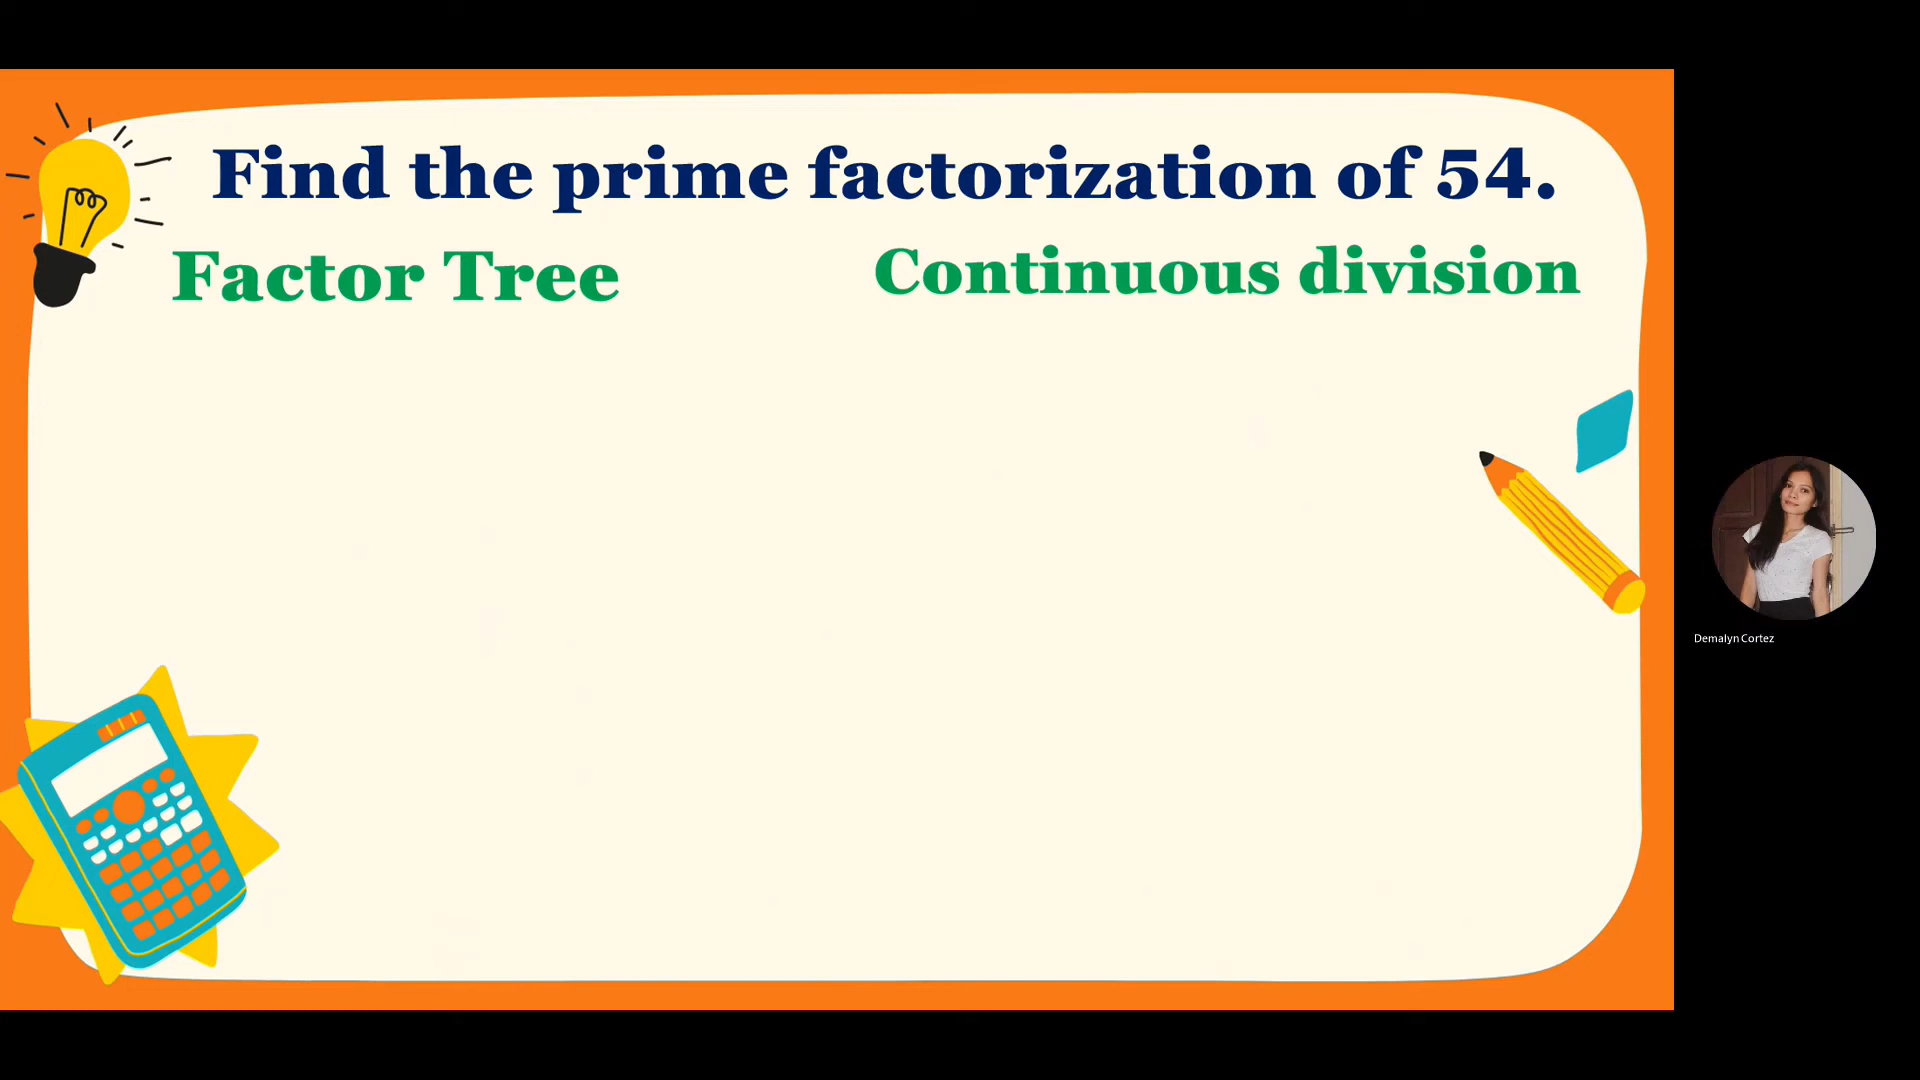 Find the prime factorization of 54.
Factor Tree
Continuous division
Demalyn Cortez